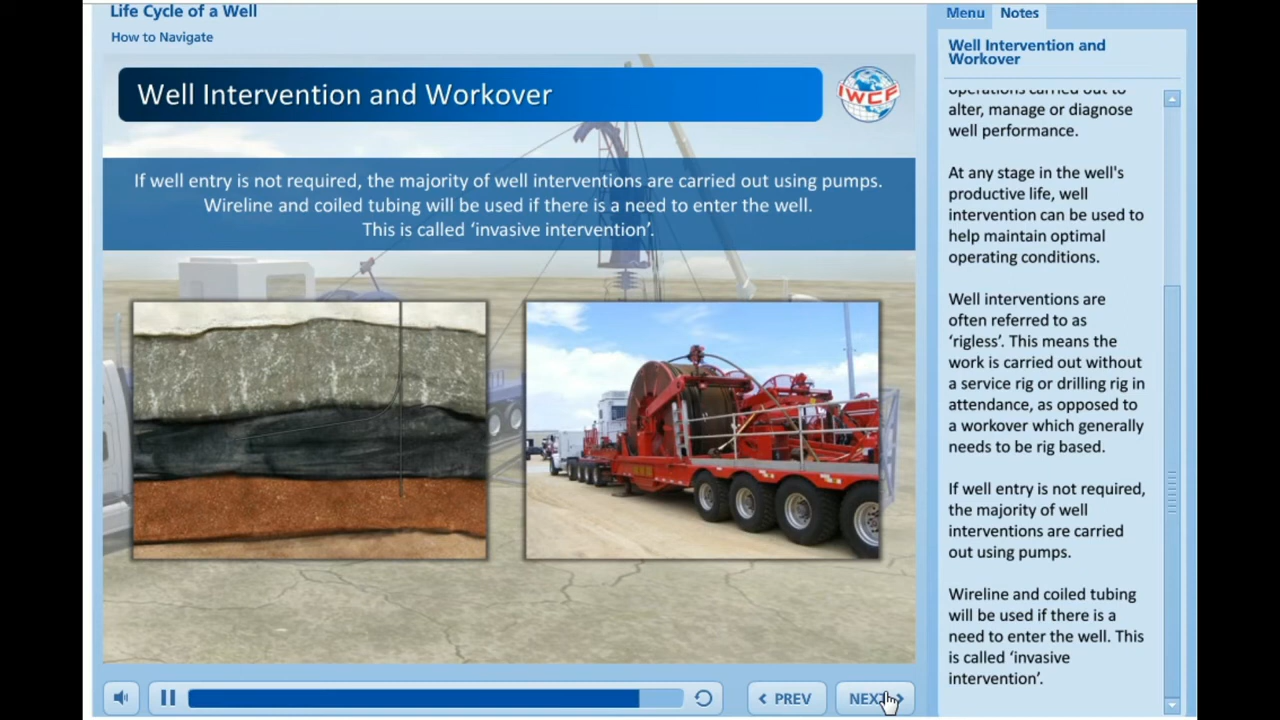 Life Cycle of a Well
How to Navigate
Menu
Notes
Well Intervention and Workover
IWCF
If well entry is not required, the majority of well interventions are carried out using pumps.
Wireline and coiled tubing will be used if there is a need to enter the well.
This is called ‘invasive intervention’.
PREV
NEXT
Well Intervention and
Workover
operations carried out to
alter, manage or diagnose
well performance.
At any stage in the well's
productive life, well
intervention can be used to
help maintain optimal
operating conditions.
Well interventions are
often referred to as
‘rigless’. This means the
work is carried out without
a service rig or drilling rig in
attendance, as opposed to
a workover which generally
needs to be rig based.
If well entry is not required,
the majority of well
interventions are carried
out using pumps.
Wireline and coiled tubing
will be used if there is a
need to enter the well. This
is called ‘invasive
intervention’.